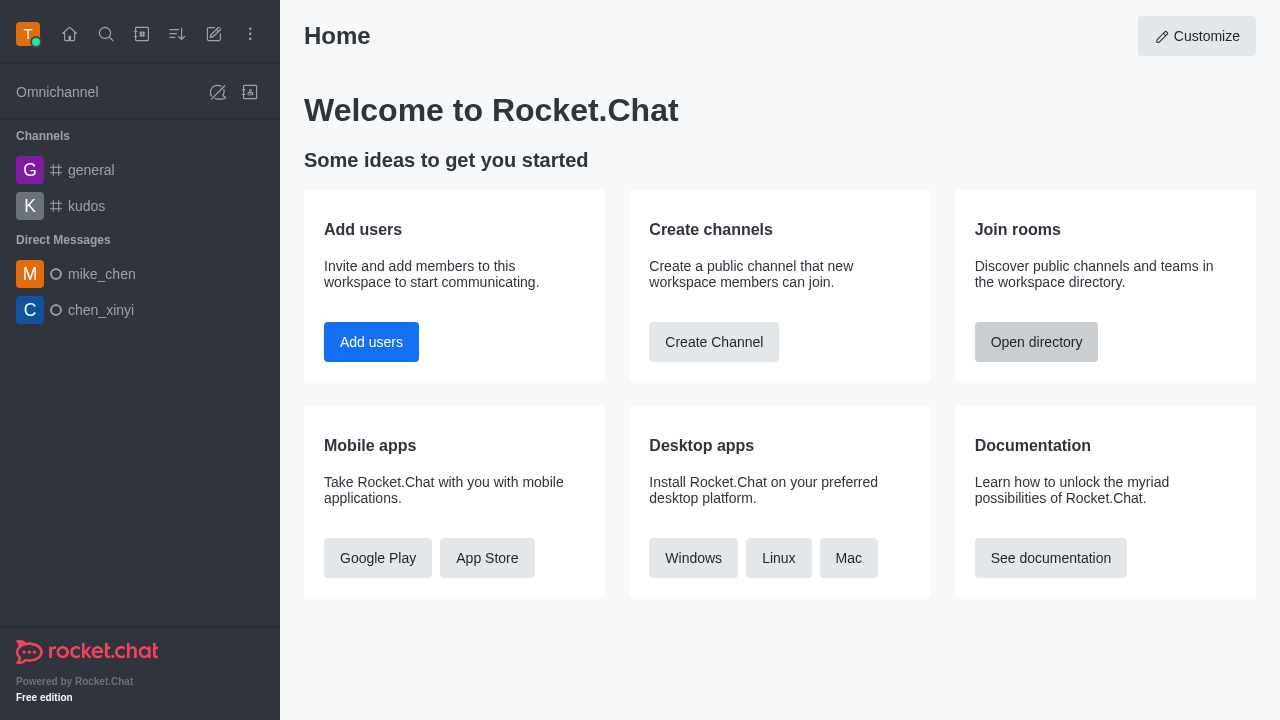 T
Home
Customize
Omnichannel
Channels
G general
K kudos
Direct Messages
M mike_chen
C chen_xinyi
Welcome to Rocket.Chat
Some ideas to get you started
Add users
Invite and add members to this
workspace to start communicating.
Add users
Create channels
Create a public channel that new
workspace members can join.
Create Channel
Join rooms
Discover public channels and teams in
the workspace directory.
Open directory
Mobile apps
Take Rocket.Chat with you with mobile
applications.
Google Play App Store
Desktop apps
Install Rocket.Chat on your preferred
desktop platform.
Windows Linux Mac
Documentation
Learn how to unlock the myriad
possibilities of Rocket.Chat.
See documentation
rocket.chat
Powered by Rocket.Chat
Free edition